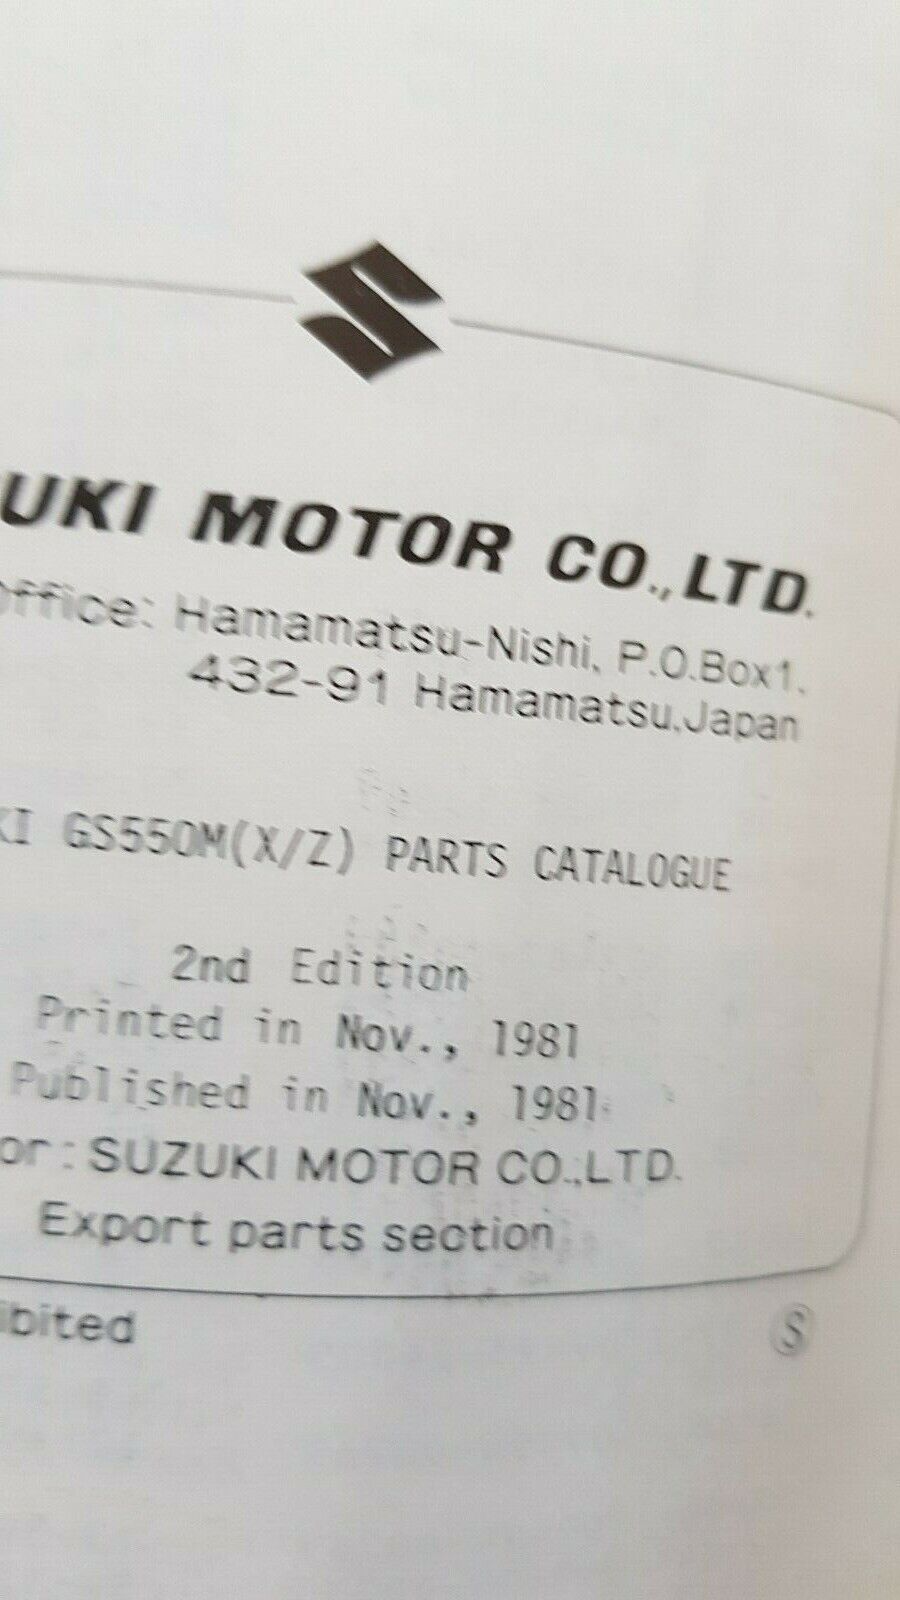 UKI MOTOR CO.,LTD.
office: Hamamatsu-Nishi, P.O.Box1,
432-91 Hamamatsu,Japan
KI GS550M(X/Z) PARTS CATALOGUE
2nd Edition
Printed in Nov., 1981
Published in Nov., 1981
or : SUZUKI MOTOR CO.,LTD.
Export parts section
ibited
S